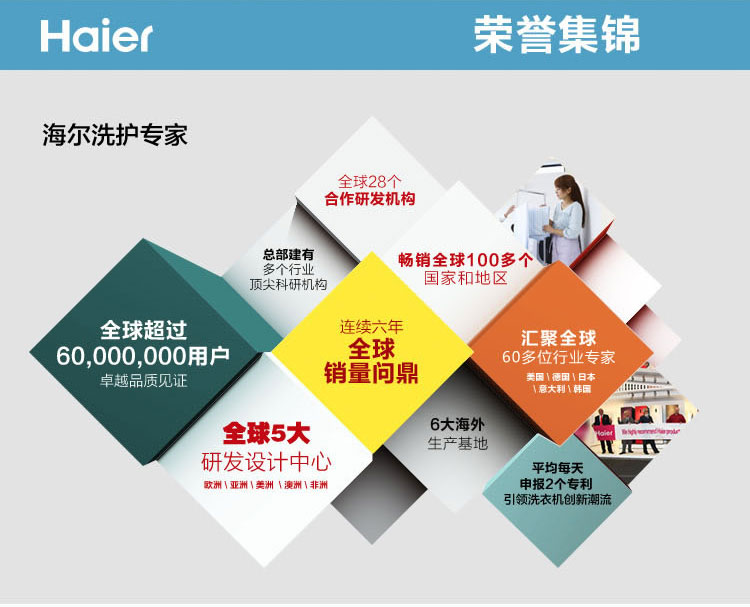 Haier
荣誉集锦
海尔洗护专家
全球28个
合作研发机构
总部建有
多个行业
顶尖科研机构
畅销全球100多个
国家和地区
全球超过
60,000,000用户
卓越品质见证
连续六年
全球
销量问鼎
汇聚全球
60多位行业专家
美国\德国\日本
\意大利\韩国
全球5大
研发设计中心
欧洲\亚洲\美洲\澳洲\非洲
6大海外
生产基地
平均每天
申报2个专利
引领洗衣机创新潮流
Haier
We highly recommend Haier product